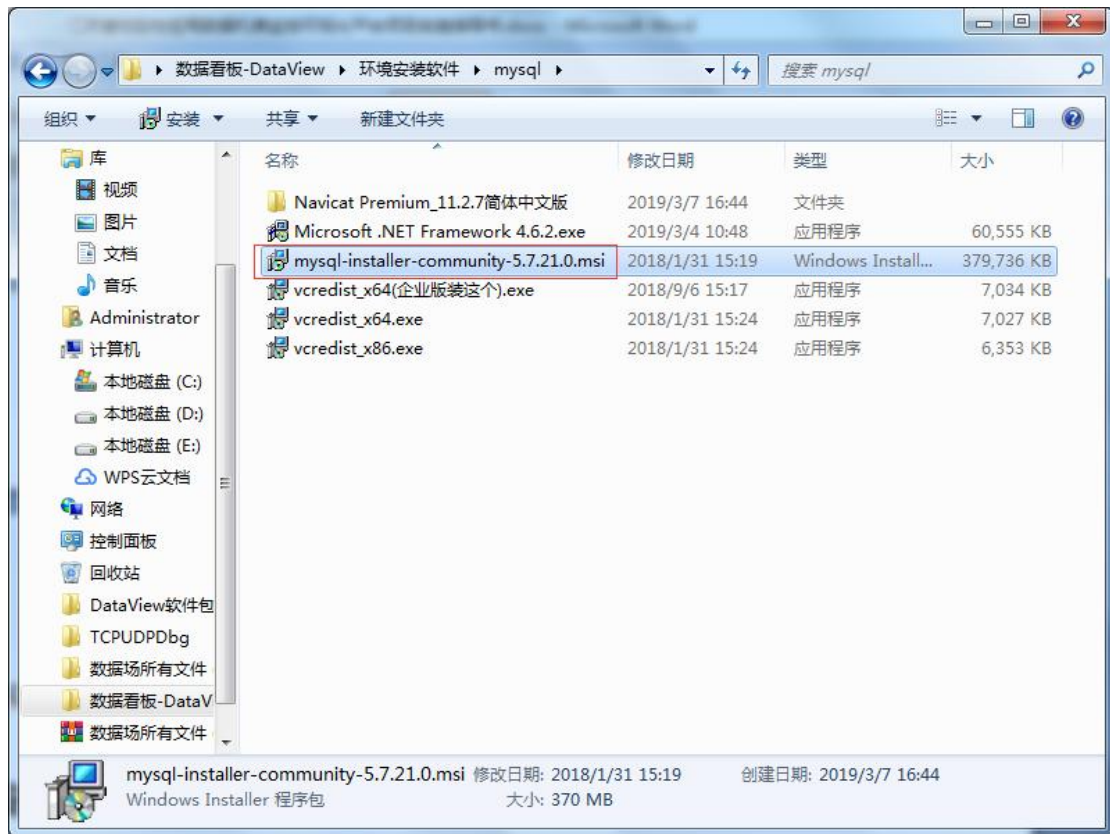 数据看板-DataView 环境安装软件 mysql 搜索 mysql
组织 安装 共享 新建文件夹
库
视频
图片
文档
音乐
Administrator
计算机
本地磁盘 (C:)
本地磁盘 (D:)
本地磁盘 (E:)
WPS云文档
网络
控制面板
回收站
DataView软件包
TCPUDPDbg
数据场所有文件
数据看板-DataV
数据场所有文件
名称 修改日期 类型 大小
Navicat Premium_11.2.7简体中文版 2019/3/7 16:44 文件夹
Microsoft .NET Framework 4.6.2.exe 2019/3/4 10:48 应用程序 60,555 KB
mysql-installer-community-5.7.21.0.msi 2018/1/31 15:19 Windows Install... 379,736 KB
vcredist_x64(企业版装这个).exe 2018/9/6 15:17 应用程序 7,034 KB
vcredist_x64.exe 2018/1/31 15:24 应用程序 7,027 KB
vcredist_x86.exe 2018/1/31 15:24 应用程序 6,353 KB
mysql-installer-community-5.7.21.0.msi 修改日期: 2018/1/31 15:19 创建日期: 2019/3/7 16:44
Windows Installer 程序包 大小: 370 MB